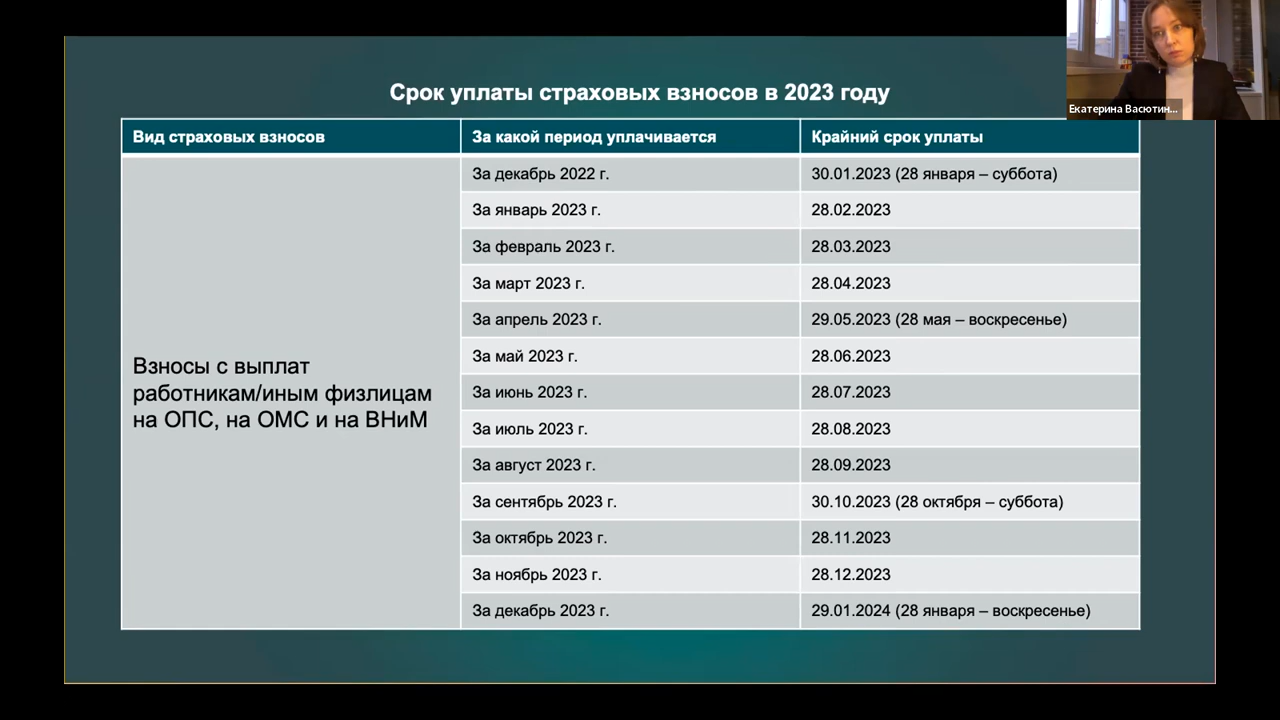 Срок уплаты страховых взносов в 2023 году
Екатерина Васютин...
Вид страховых взносов
За какой период уплачивается
Крайний срок уплаты
Взносы с выплат
работникам/иным физлицам
на ОПС, на ОМС и на ВНиМ
За декабрь 2022 г.
30.01.2023 (28 января – суббота)
За январь 2023 г.
28.02.2023
За февраль 2023 г.
28.03.2023
За март 2023 г.
28.04.2023
За апрель 2023 г.
29.05.2023 (28 мая – воскресенье)
За май 2023 г.
28.06.2023
За июнь 2023 г.
28.07.2023
За июль 2023 г.
28.08.2023
За август 2023 г.
28.09.2023
За сентябрь 2023 г.
30.10.2023 (28 октября – суббота)
За октябрь 2023 г.
28.11.2023
За ноябрь 2023 г.
28.12.2023
За декабрь 2023 г.
29.01.2024 (28 января – воскресенье)